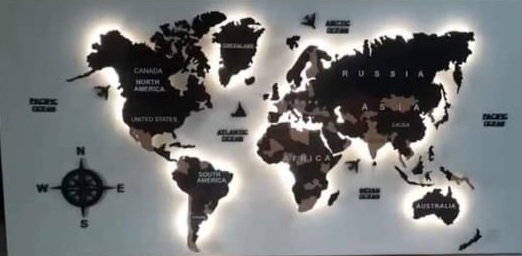 ARCTIC
OCEAN
GREENLAND
CANADA
NORTH
AMERICA
RUSSIA
ASIA
PACIFIC
OCEAN
UNITED STATES
ATLANTIC
OCEAN
CHINA
PACIFIC
OCEAN
AFRICA
N
W E
S
SOUTH
AMERICA
INDIAN
OCEAN
AUSTRALIA